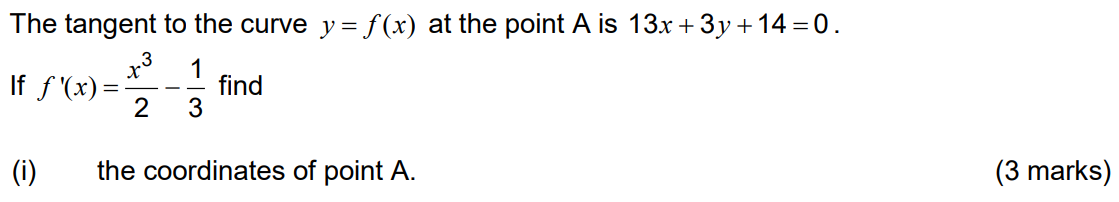 The tangent to the curve y = f(x) at the point A is 13x + 3y + 14 = 0.
If f'(x) = x³/2 − 1/3 find
(i) the coordinates of point A. (3 marks)